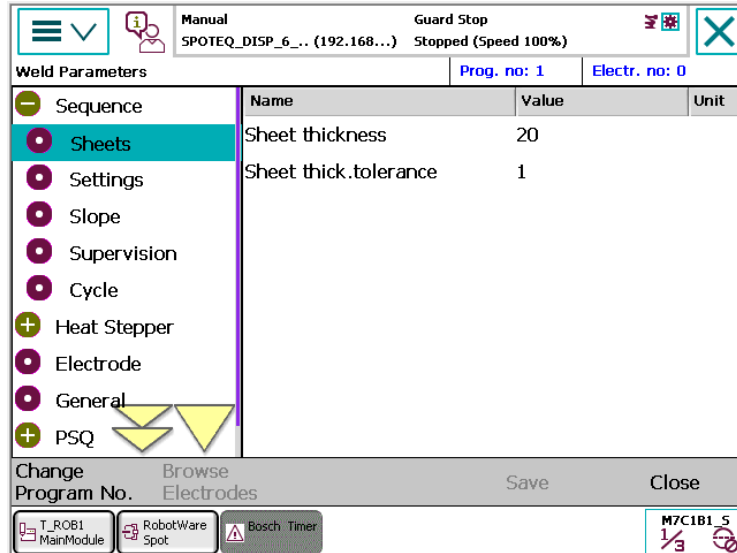 Manual
Guard Stop
SPOTEQ_DISP_6_.. (192.168...)
Stopped (Speed 100%)
Weld Parameters
Prog. no: 1
Electr. no: 0
Name
Value
Unit
Sequence
Sheets
Settings
Slope
Supervision
Cycle
Heat Stepper
Electrode
General
PSQ
Sheet thickness
20
Sheet thick.tolerance
1
Change
Program No.
Browse
Electrodes
Save
Close
T_ROB1
MainModule
RobotWare
Spot
Bosch Timer
M7C1B1_S
1/3